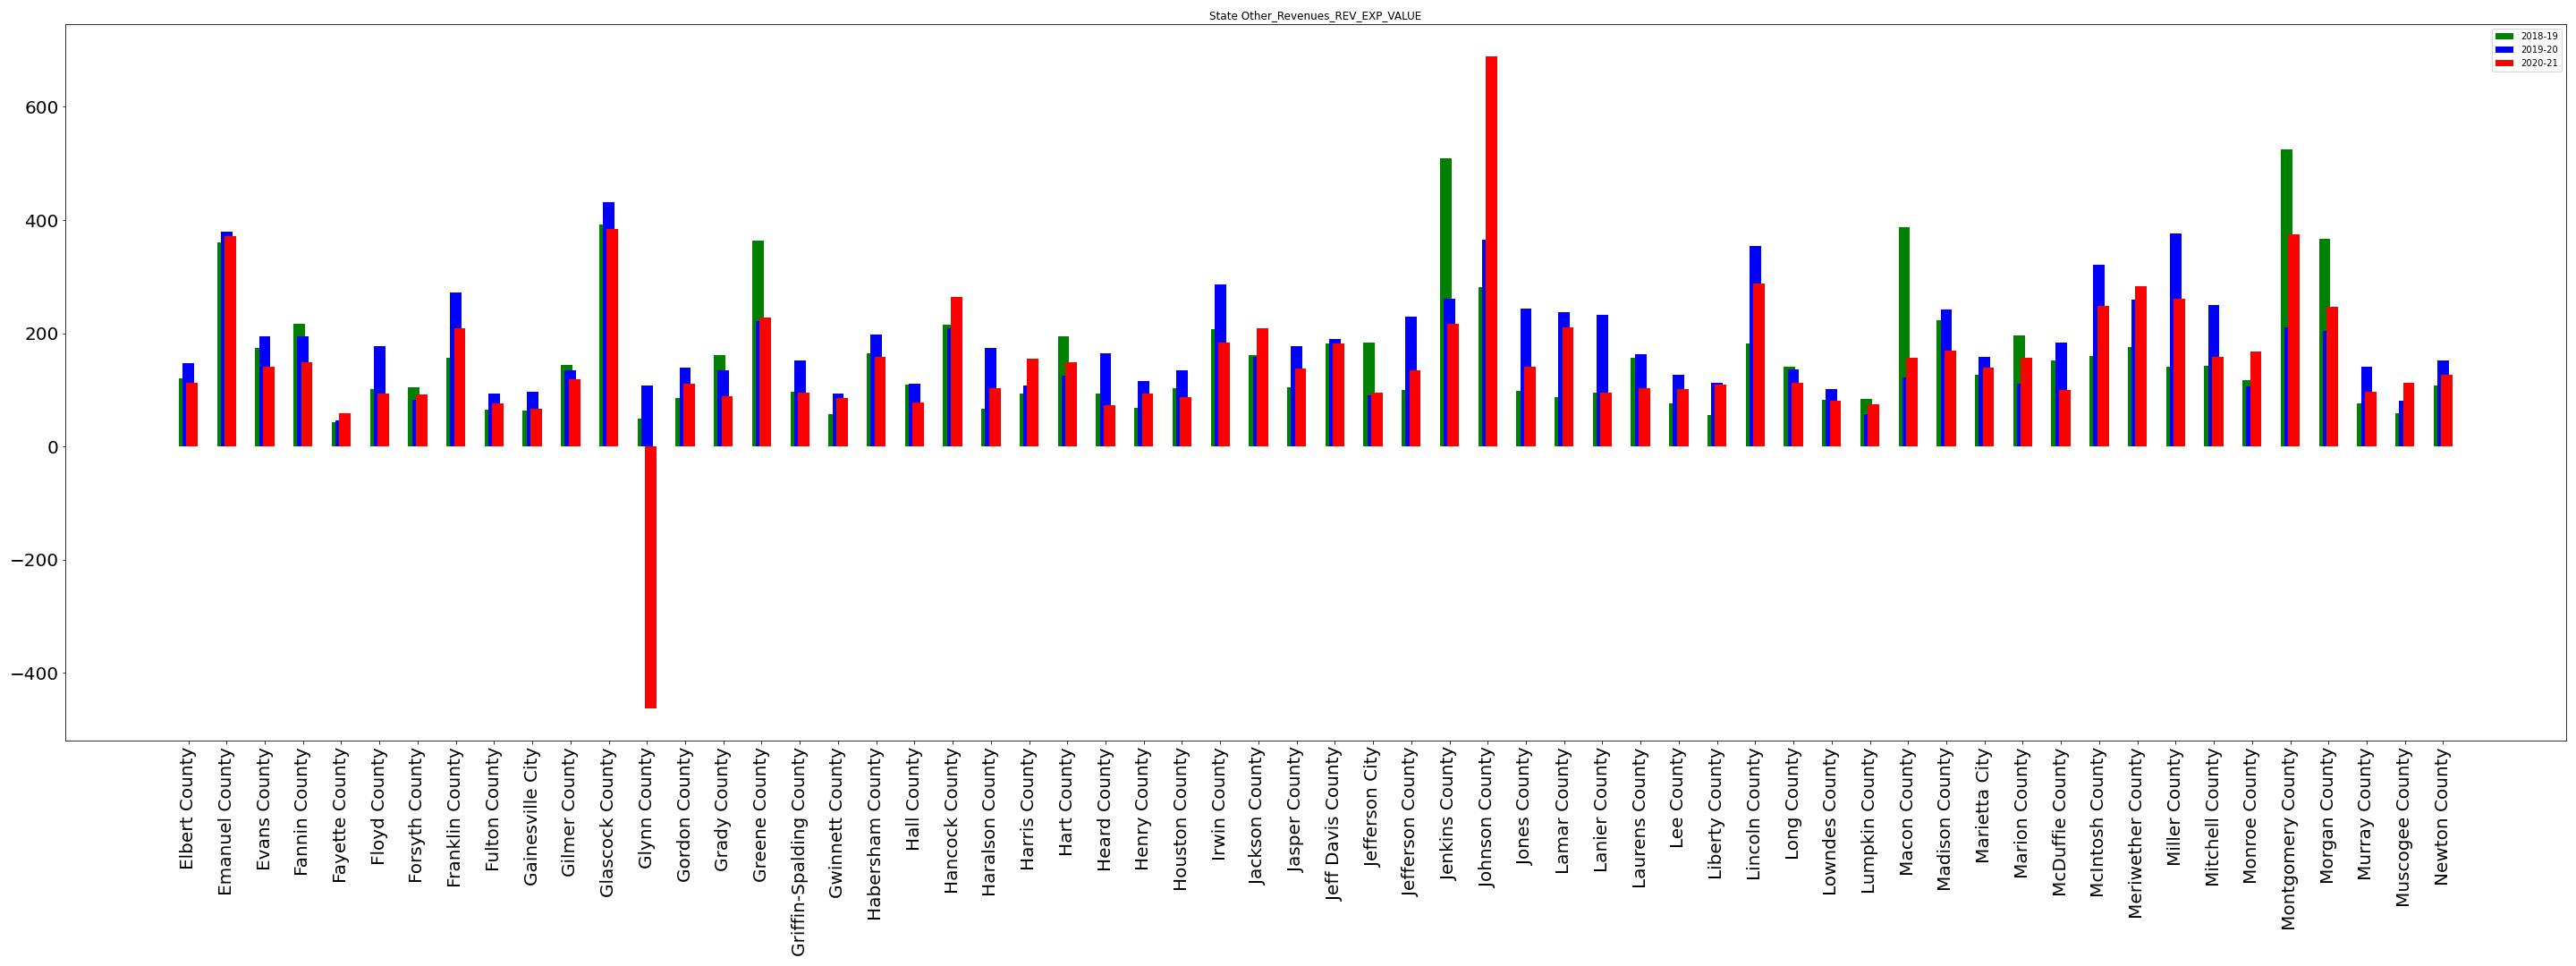 State Other_Revenues_REV_EXP_VALUE
2018-19
2019-20
2020-21
600
400
200
0
−200
−400
Elbert County
Emanuel County
Evans County
Fannin County
Fayette County
Floyd County
Forsyth County
Franklin County
Fulton County
Gainesville City
Gilmer County
Glascock County
Glynn County
Gordon County
Grady County
Greene County
Griffin-Spalding County
Gwinnett County
Habersham County
Hall County
Hancock County
Haralson County
Harris County
Hart County
Heard County
Henry County
Houston County
Irwin County
Jackson County
Jasper County
Jeff Davis County
Jefferson City
Jefferson County
Jenkins County
Johnson County
Jones County
Lamar County
Lanier County
Laurens County
Lee County
Liberty County
Lincoln County
Long County
Lowndes County
Lumpkin County
Macon County
Madison County
Marietta City
Marion County
McDuffie County
McIntosh County
Meriwether County
Miller County
Mitchell County
Monroe County
Montgomery County
Morgan County
Murray County
Muscogee County
Newton County